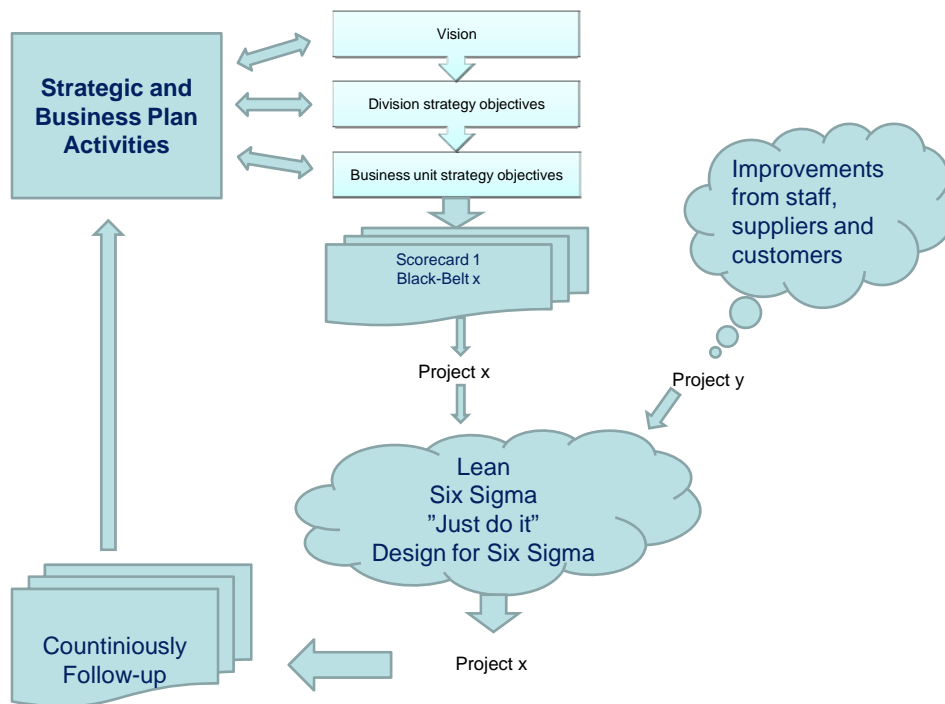 Vision
Strategic and
Business Plan
Activities
Division strategy objectives
Business unit strategy objectives
Improvements
from staff,
suppliers and
customers
Scorecard 1
Black-Belt x
Project x
Project y
Lean
Six Sigma
”Just do it”
Design for Six Sigma
Countiniously
Follow-up
Project x